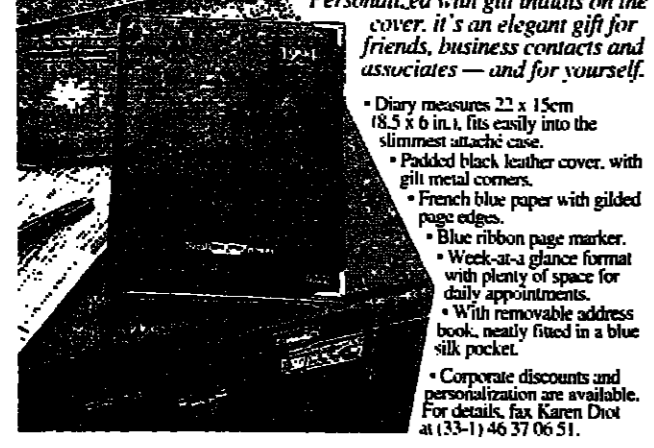 Personalized with gilt initials on the
cover, it's an elegant gift for
friends, business contacts and
associates — and for yourself.
• Diary measures 22 x 15cm
(8.5 x 6 in.), fits easily into the
slimmest attaché case.
• Padded black leather cover, with
gilt metal corners.
• French blue paper with gilded
page edges.
• Blue ribbon page marker.
• Week-at-a glance format
with plenty of space for
daily appointments.
• With removable address
book, neatly fitted in a blue
silk pocket.
• Corporate discounts and
personalization are available.
For details, fax Karen Diot
at (33-1) 46 37 06 51.